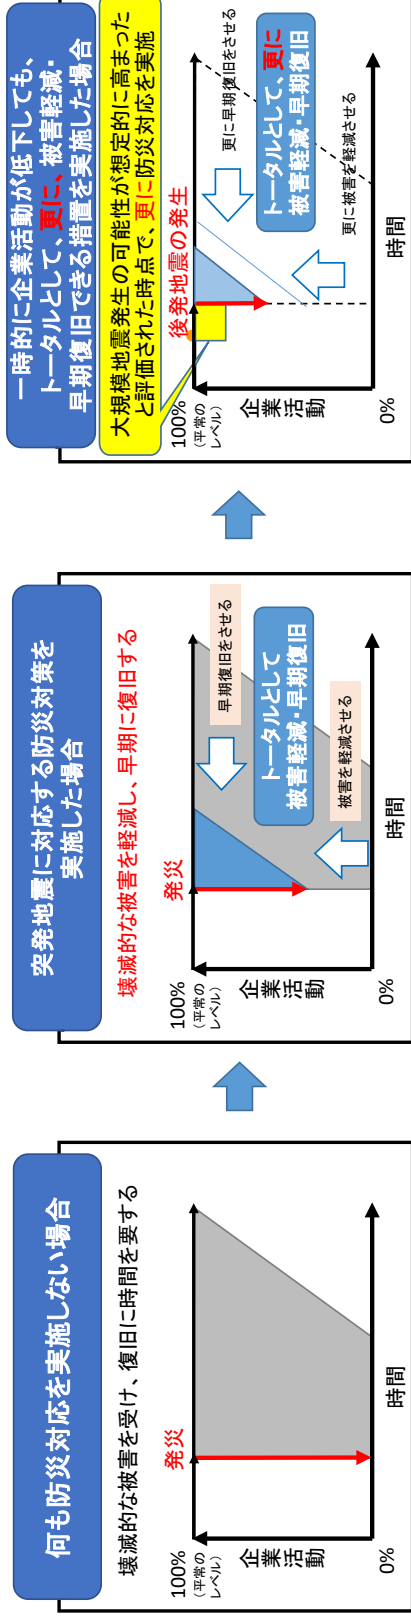 何も防災対応を実施しない場合
壊滅的な被害を受け、復旧に時間を要する
発災
100%
（平常の
レベル）
企業活動
0%
時間
突発地震に対応する防災対策を
実施した場合
壊滅的な被害を軽減し、早期に復旧する
発災
100%
（平常の
レベル）
企業活動
0%
早期復旧をさせる
トータルとして
被害軽減・早期復旧
被害を軽減させる
時間
一時的に企業活動が低下しても、
トータルとして、更に、被害軽減・
早期復旧できる措置を実施した場合
大規模地震発生の可能性が想定的に高まった
と評価された時点で、更に防災対応を実施
後発地震の発生
100%
（平常の
レベル）
企業活動
0%
更に早期復旧をさせる
トータルとして、更に
被害軽減・早期復旧
更に被害を軽減させる
時間